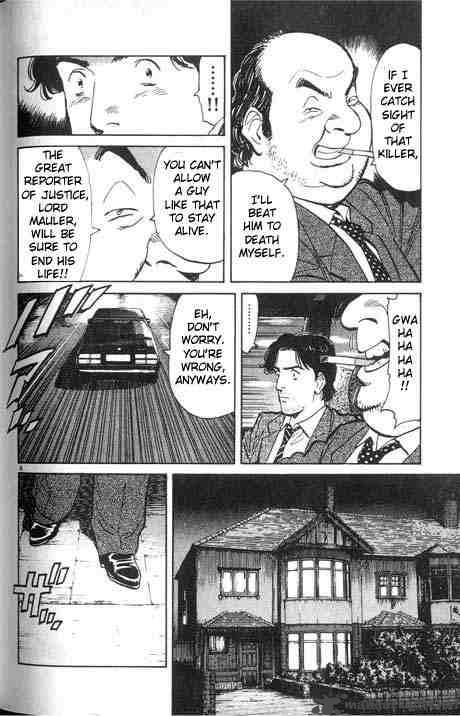 IF I
EVER
CATCH
SIGHT
OF
THAT
KILLER,
I'LL
BEAT
HIM TO
DEATH
MYSELF.
......!!
YOU CAN'T
ALLOW
A GUY
LIKE THAT
TO STAY
ALIVE.
THE
GREAT
REPORTER
OF JUSTICE,
LORD
MAULER,
WILL BE
SURE TO
END HIS
LIFE!!
GWA
HA
HA
HA
HA
!!
EH,
DON'T
WORRY.
YOU'RE
WRONG,
ANYWAYS.